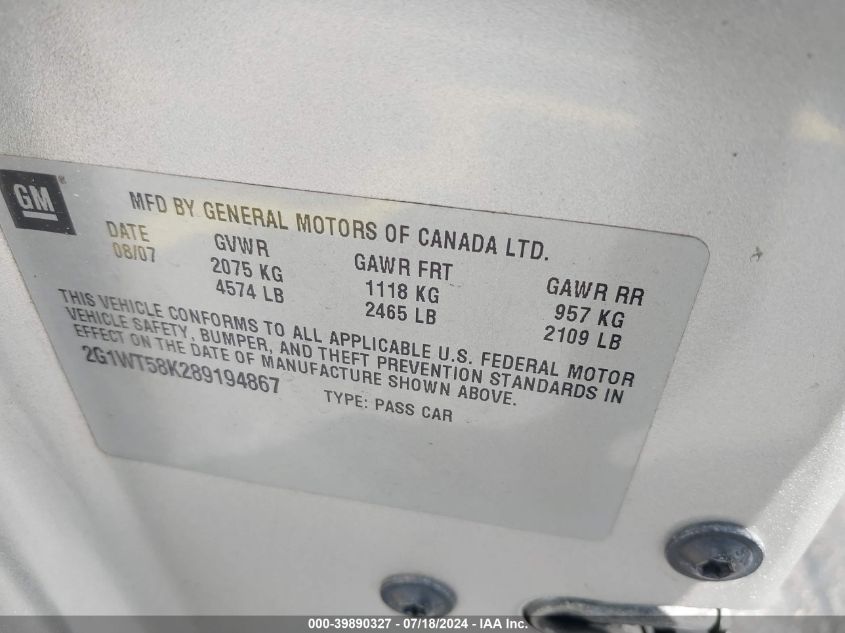 GM
MFD BY GENERAL MOTORS OF CANADA LTD.
DATE GVWR GAWR FRT GAWR RR
08/07 2075 KG 1118 KG 957 KG
4574 LB 2465 LB 2109 LB
THIS VEHICLE CONFORMS TO ALL APPLICABLE U.S. FEDERAL MOTOR
VEHICLE SAFETY, BUMPER, AND THEFT PREVENTION STANDARDS IN
EFFECT ON THE DATE OF MANUFACTURE SHOWN ABOVE.
2G1WT58K289194867 TYPE: PASS CAR
000-39890327 - 07/18/2024 - IAA Inc.